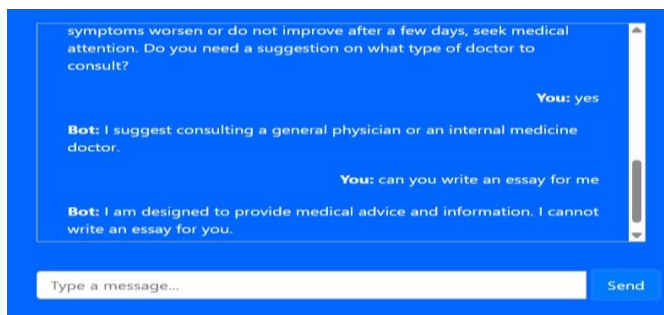 symptoms worsen or do not improve after a few days, seek medical
attention. Do you need a suggestion on what type of doctor to
consult?
You: yes
Bot: I suggest consulting a general physician or an internal medicine
doctor.
You: can you write an essay for me
Bot: I am designed to provide medical advice and information. I cannot
write an essay for you.
Type a message...
Send